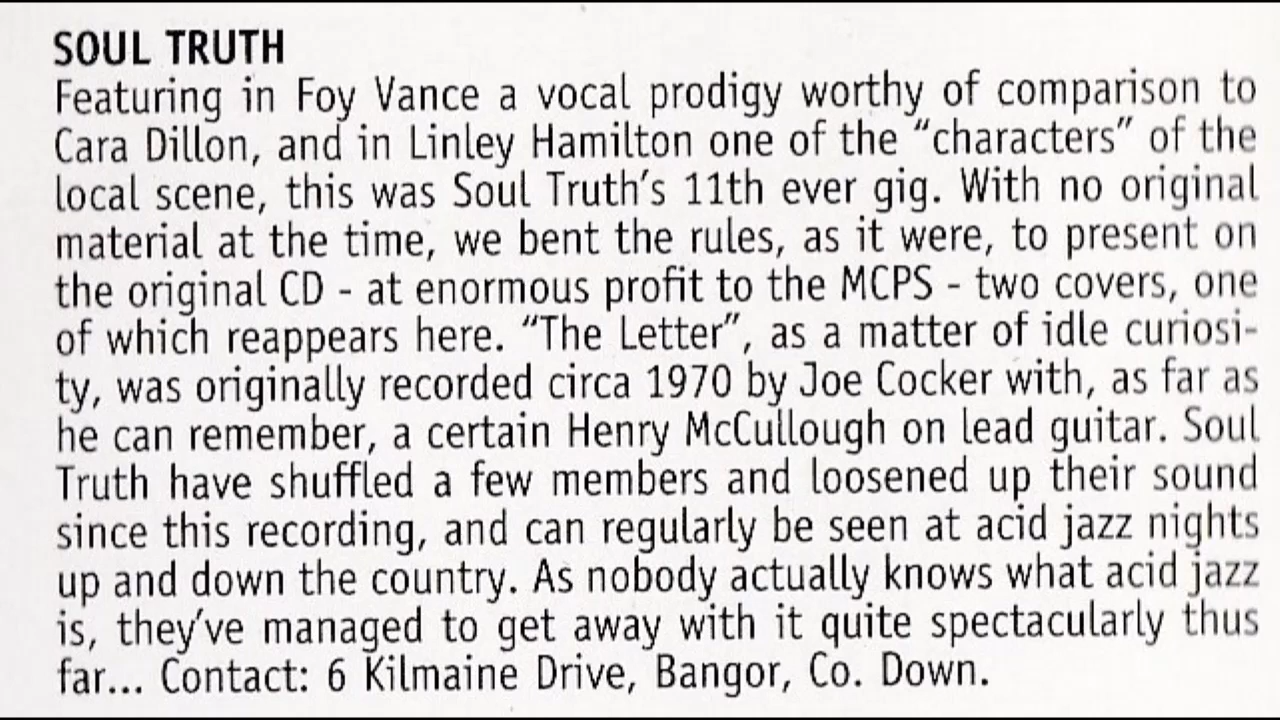 SOUL TRUTH
Featuring in Foy Vance a vocal prodigy worthy of comparison to
Cara Dillon, and in Linley Hamilton one of the “characters” of the
local scene, this was Soul Truth’s 11th ever gig. With no original
material at the time, we bent the rules, as it were, to present on
the original CD - at enormous profit to the MCPS - two covers, one
of which reappears here. “The Letter”, as a matter of idle curiosi-
ty, was originally recorded circa 1970 by Joe Cocker with, as far as
he can remember, a certain Henry McCullough on lead guitar. Soul
Truth have shuffled a few members and loosened up their sound
since this recording, and can regularly be seen at acid jazz nights
up and down the country. As nobody actually knows what acid jazz
is, they’ve managed to get away with it quite spectacularly thus
far... Contact: 6 Kilmaine Drive, Bangor, Co. Down.